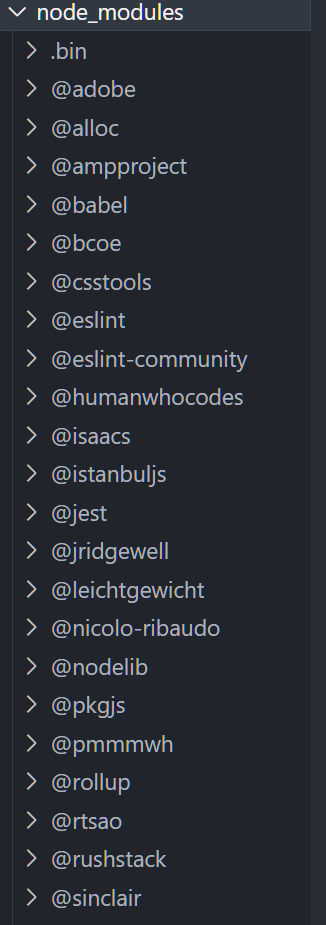 node_modules
.bin
@adobe
@alloc
@ampproject
@babel
@bcoe
@csstools
@eslint
@eslint-community
@humanwhocodes
@isaacs
@istanbuljs
@jest
@jridgewell
@leichtgewicht
@nicolo-ribaudo
@nodelib
@pkgjs
@pmmmwh
@rollup
@rtsao
@rushstack
@sinclair